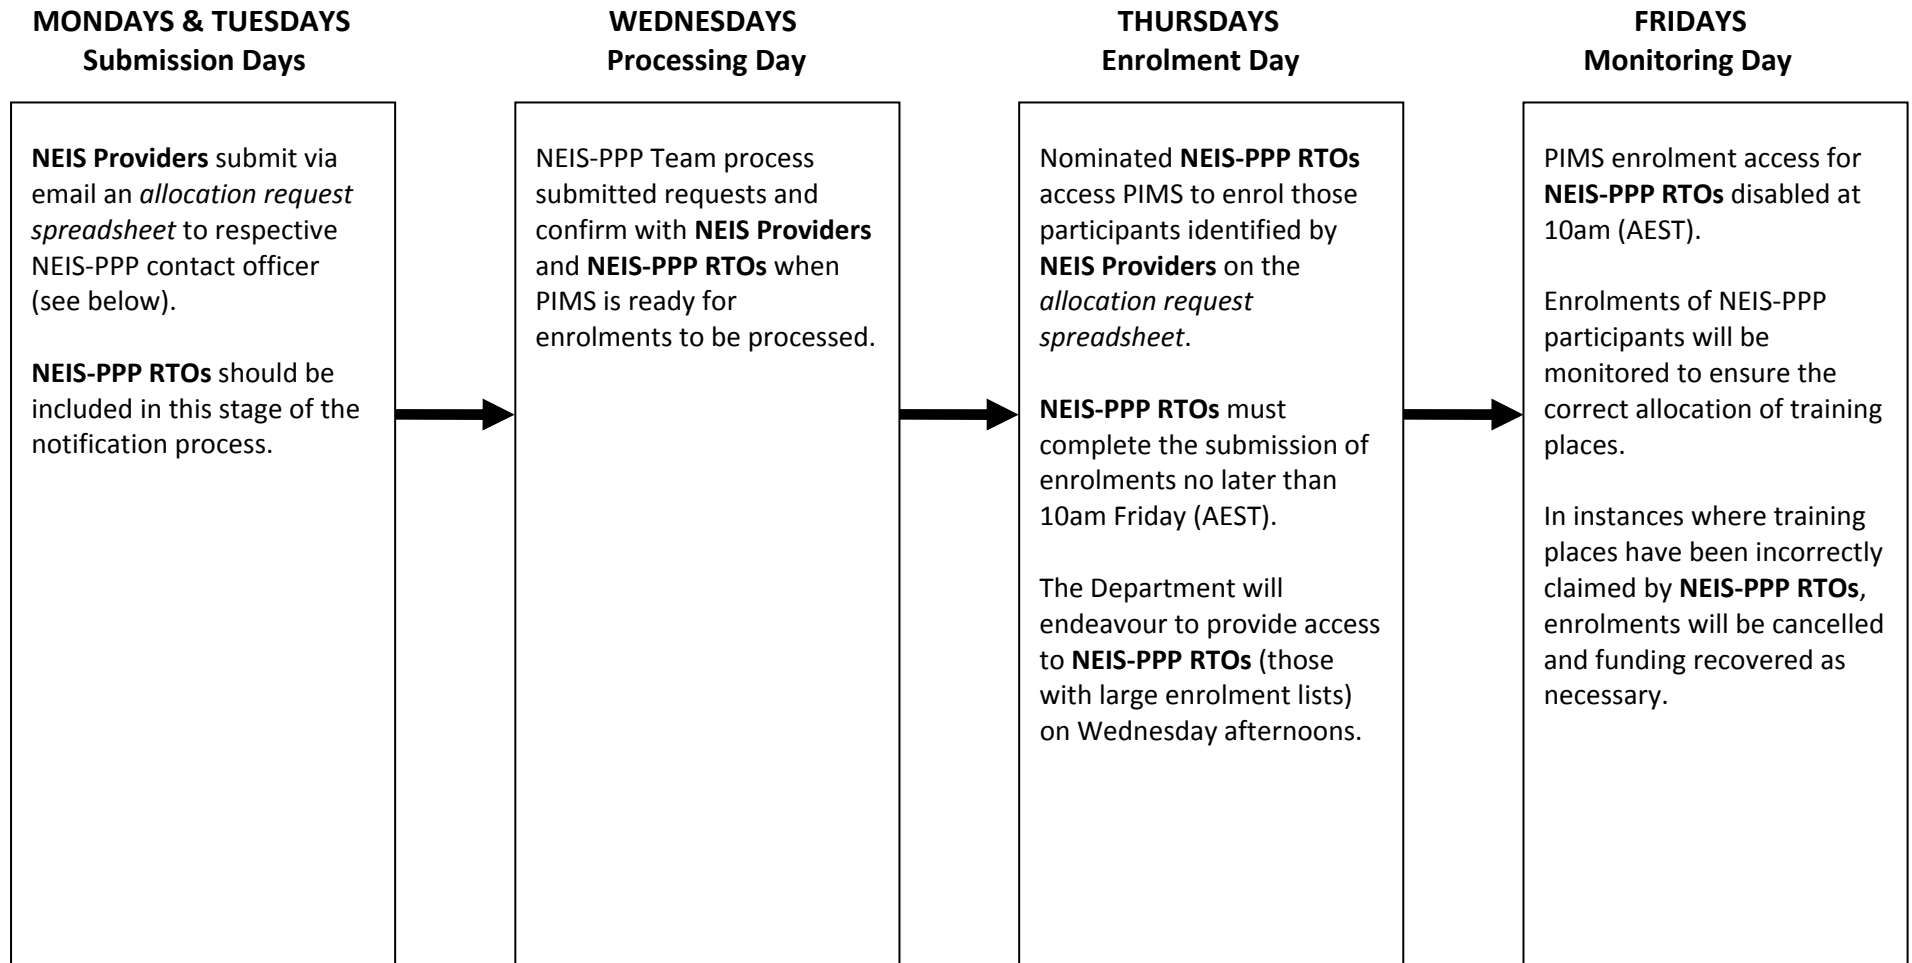 MONDAYS & TUESDAYS
Submission Days
NEIS Providers submit via
email an allocation request
spreadsheet to respective
NEIS-PPP contact officer
(see below).
NEIS-PPP RTOs should be
included in this stage of the
notification process.
WEDNESDAYS
Processing Day
NEIS-PPP Team process
submitted requests and
confirm with NEIS Providers
and NEIS-PPP RTOs when
PIMS is ready for
enrolments to be processed.
THURSDAYS
Enrolment Day
Nominated NEIS-PPP RTOs
access PIMS to enrol those
participants identified by
NEIS Providers on the
allocation request
spreadsheet.
NEIS-PPP RTOs must
complete the submission of
enrolments no later than
10am Friday (AEST).
The Department will
endeavour to provide access
to NEIS-PPP RTOs (those
with large enrolment lists)
on Wednesday afternoons.
FRIDAYS
Monitoring Day
PIMS enrolment access for
NEIS-PPP RTOs disabled at
10am (AEST).
Enrolments of NEIS-PPP
participants will be
monitored to ensure the
correct allocation of training
places.
In instances where training
places have been incorrectly
claimed by NEIS-PPP RTOs,
enrolments will be cancelled
and funding recovered as
necessary.